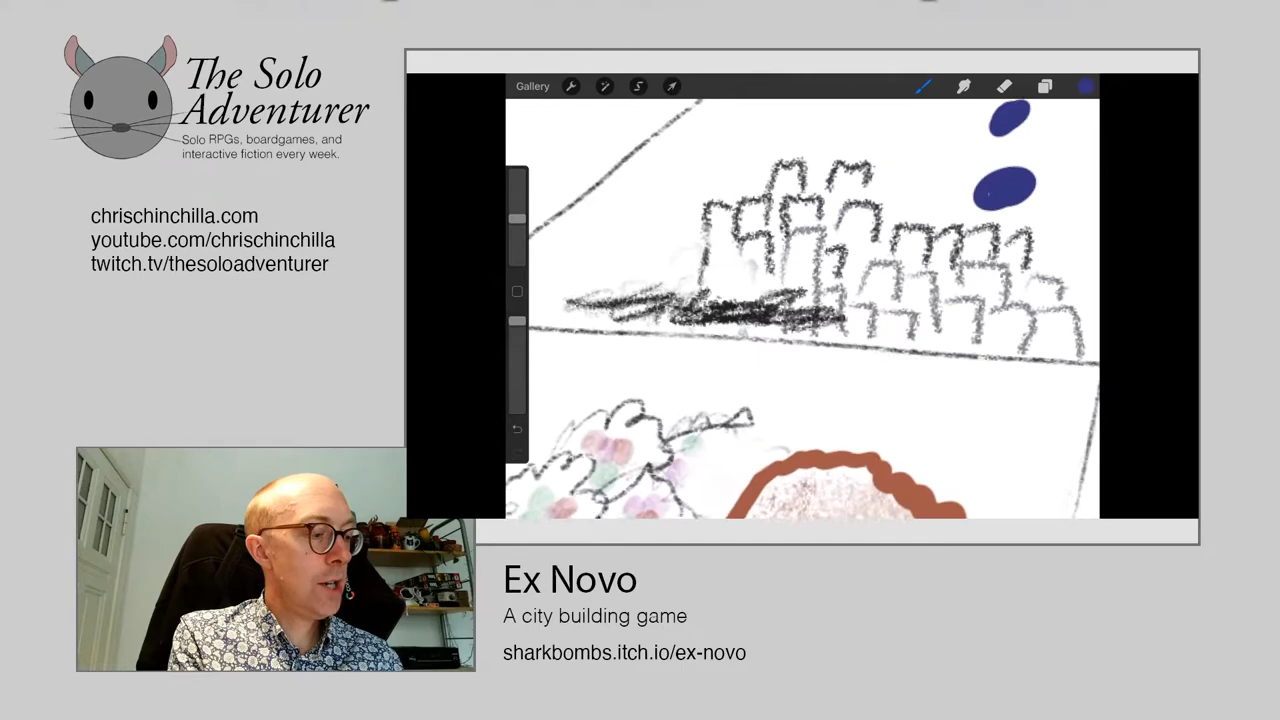 The Solo
Adventurer
Solo RPGs, boardgames, and
interactive fiction every week.
chrischinchilla.com
youtube.com/chrischinchilla
twitch.tv/thesoloadventurer
Gallery
Ex Novo
A city building game
sharkbombs.itch.io/ex-novo